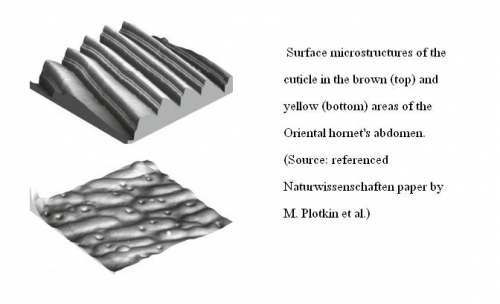 Surface microstructures of the
cuticle in the brown (top) and
yellow (bottom) areas of the
Oriental hornet's abdomen.
(Source: referenced
Naturwissenschaften paper by
M. Plotkin et al.)